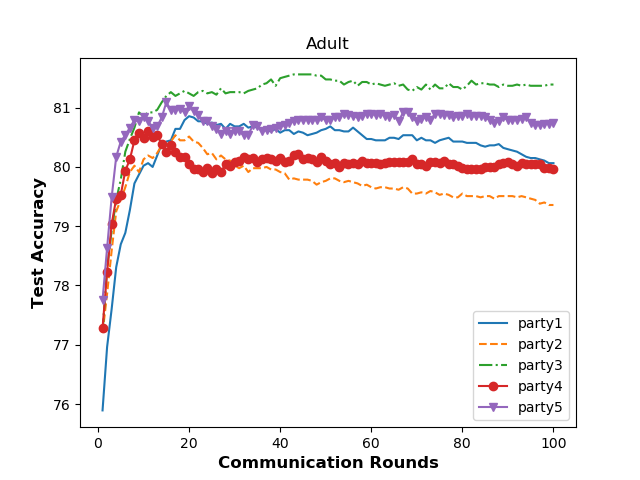 Adult
Test Accuracy
81
80
79
78
77
76
party1
party2
party3
party4
party5
0 20 40 60 80 100
Communication Rounds